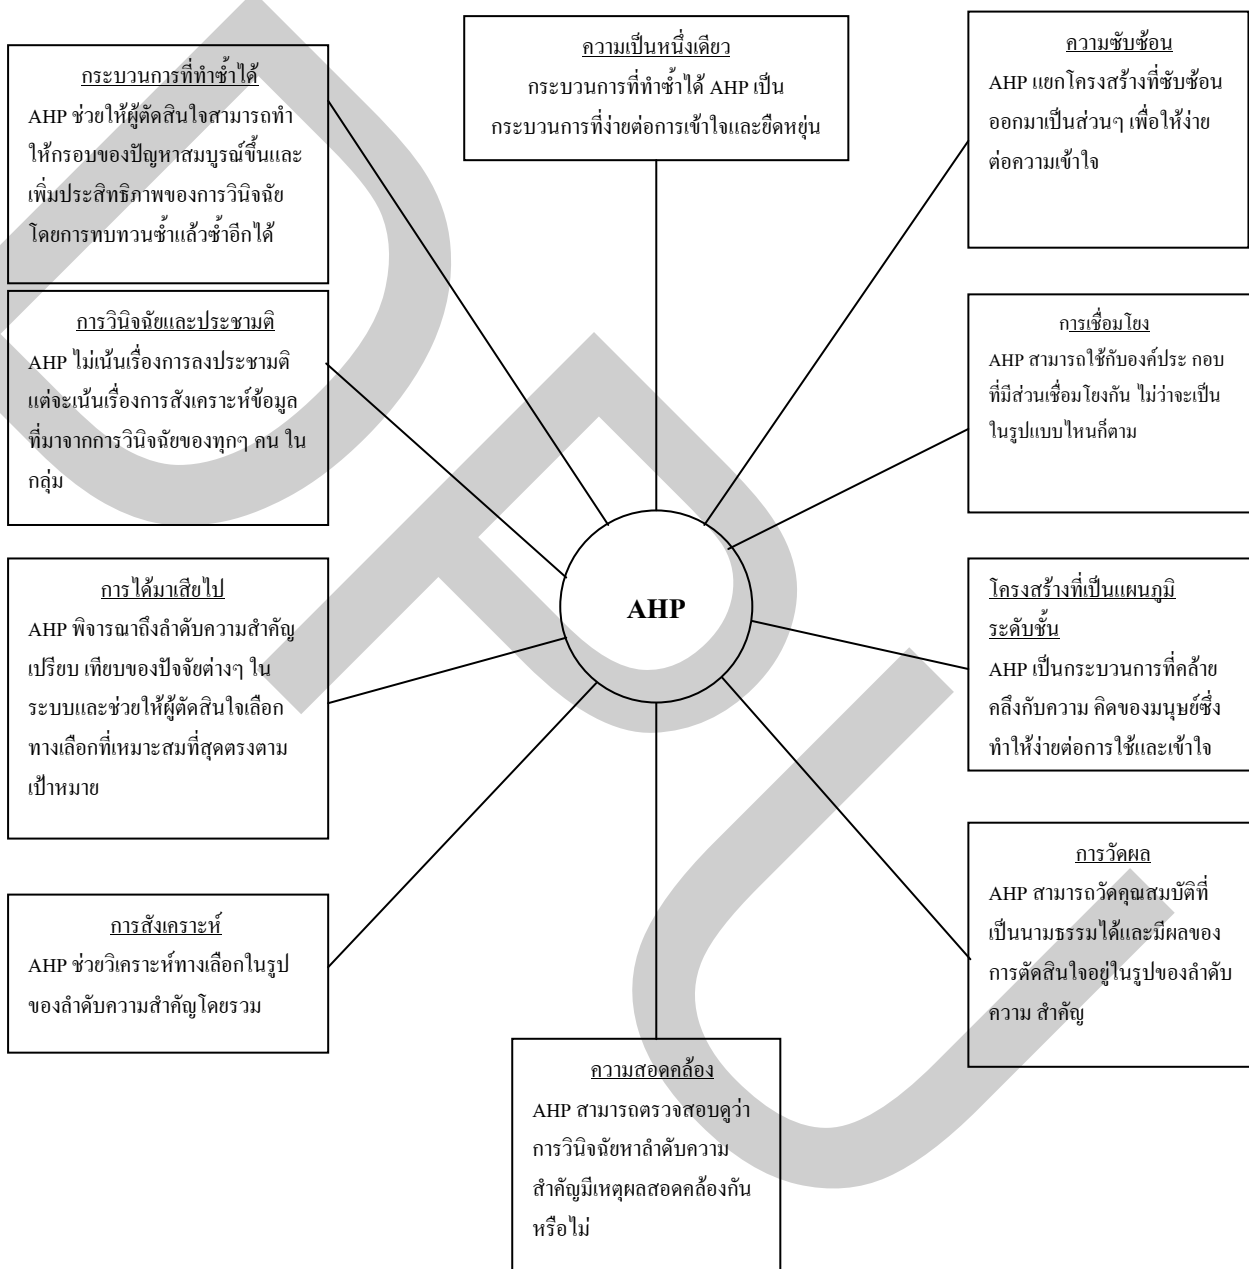 ความเป็นหนึ่งเดียว
กระบวนการที่ทำซ้ำได้ AHP เป็น
กระบวนการที่ง่ายต่อการเข้าใจและยืดหยุ่น
ความซับซ้อน
AHP แยกโครงสร้างที่ซับซ้อน
ออกมาเป็นส่วนๆ เพื่อให้ง่าย
ต่อความเข้าใจ
การเชื่อมโยง
AHP สามารถใช้กับองค์ประ กอบ
ที่มีส่วนเชื่อมโยงกัน ไม่ว่าจะเป็น
ในรูปแบบไหนก็ตาม
โครงสร้างที่เป็นแผนภูมิ
ระดับชั้น
AHP เป็นกระบวนการที่คล้าย
คลึงกับความ คิดของมนุษย์ซึ่ง
ทำให้ง่ายต่อการใช้และเข้าใจ
การวัดผล
AHP สามารถวัดคุณสมบัติที่
เป็นนามธรรมได้และมีผลของ
การตัดสินใจอยู่ในรูปของลำดับ
ความ สำคัญ
ความสอดคล้อง
AHP สามารถตรวจสอบดูว่า
การวินิจฉัยหาลำดับความ
สำคัญมีเหตุผลสอดคล้องกัน
หรือไม่
การสังเคราะห์
AHP ช่วยวิเคราะห์ทางเลือกในรูป
ของลำดับความสำคัญโดยรวม
การได้มาเสียไป
AHP พิจารณาถึงลำดับความสำคัญ
เปรียบ เทียบของปัจจัยต่างๆ ใน
ระบบและช่วยให้ผู้ตัดสินใจเลือก
ทางเลือกที่เหมาะสมที่สุดตรงตาม
เป้าหมาย
การวินิจฉัยและประชามติ
AHP ไม่เน้นเรื่องการลงประชามติ
แต่จะเน้นเรื่องการสังเคราะห์ข้อมูล
ที่มาจากการวินิจฉัยของทุกๆ คน ใน
กลุ่ม
กระบวนการที่ทำซ้ำได้
AHP ช่วยให้ผู้ตัดสินใจสามารถทำ
ให้กรอบของปัญหาสมบูรณ์ขึ้นและ
เพิ่มประสิทธิภาพของการวินิจฉัย
โดยการทบทวนซ้ำแล้วซ้ำอีกได้
AHP
DPU